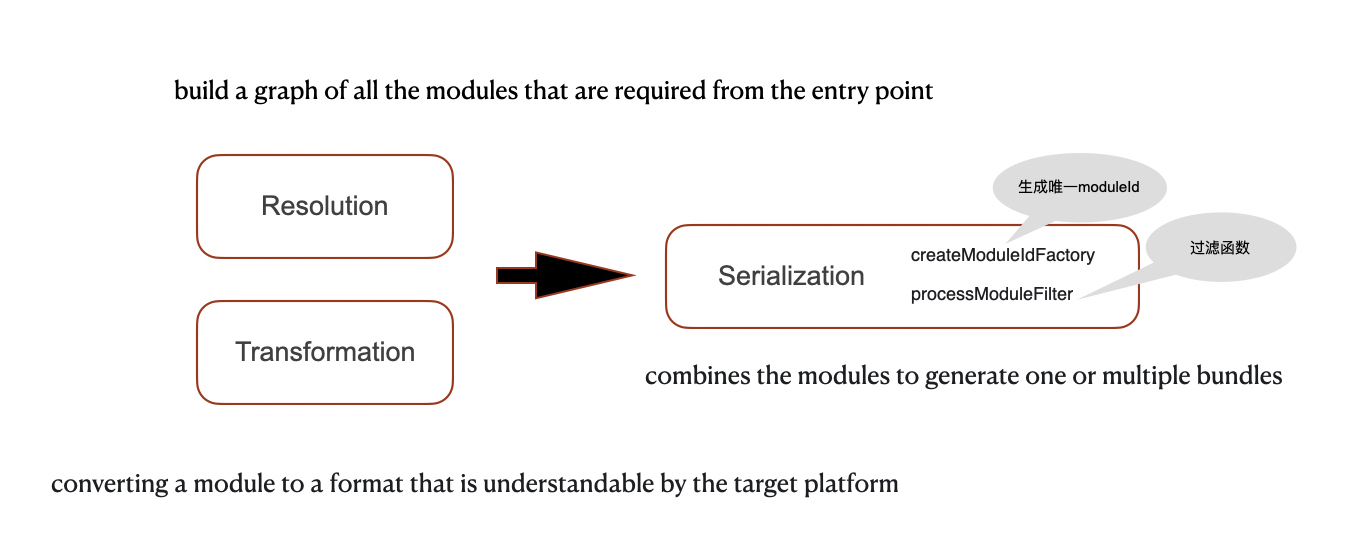 build a graph of all the modules that are required from the entry point
Resolution
生成唯一moduleId
过滤函数
createModuleIdFactory
Serialization
processModuleFilter
Transformation
combines the modules to generate one or multiple bundles
converting a module to a format that is understandable by the target platform